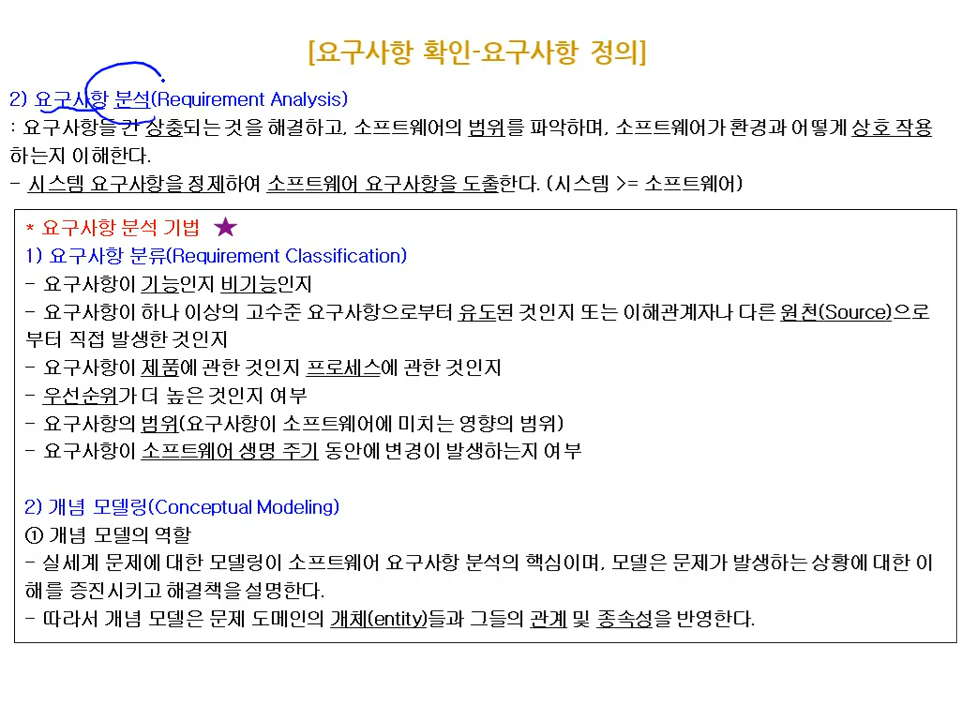 [요구사항 확인-요구사항 정의]
2) 요구사항 분석(Requirement Analysis)
: 요구사항들 간 상충되는 것을 해결하고, 소프트웨어의 범위를 파악하며, 소프트웨어가 환경과 어떻게 상호 작용
하는지 이해한다.
- 시스템 요구사항을 정제하여 소프트웨어 요구사항을 도출한다. (시스템 >= 소프트웨어)
* 요구사항 분석 기법 ★
1) 요구사항 분류(Requirement Classification)
- 요구사항이 기능인지 비기능인지
- 요구사항이 하나 이상의 고수준 요구사항으로부터 유도된 것인지 또는 이해관계자나 다른 원천(Source)으로
부터 직접 발생한 것인지
- 요구사항이 제품에 관한 것인지 프로세스에 관한 것인지
- 우선순위가 더 높은 것인지 여부
- 요구사항의 범위(요구사항이 소프트웨어에 미치는 영향의 범위)
- 요구사항이 소프트웨어 생명 주기 동안에 변경이 발생하는지 여부
2) 개념 모델링(Conceptual Modeling)
① 개념 모델의 역할
- 실세계 문제에 대한 모델링이 소프트웨어 요구사항 분석의 핵심이며, 모델은 문제가 발생하는 상황에 대한 이
해를 증진시키고 해결책을 설명한다.
- 따라서 개념 모델은 문제 도메인의 개체(entity)들과 그들의 관계 및 종속성을 반영한다.